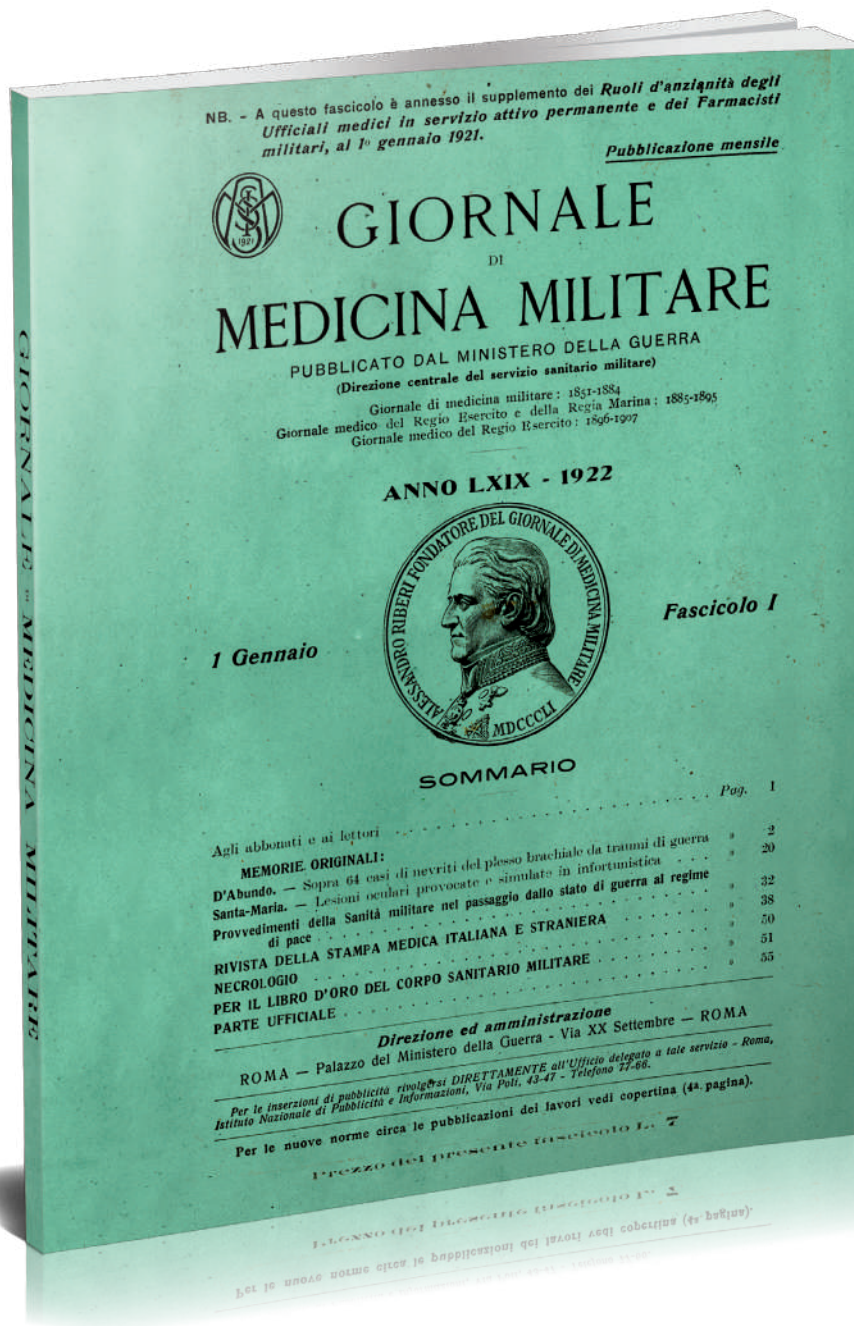 NB. - A questo fascicolo è annesso il supplemento dei Ruoli d'anzianità degli
Ufficiali medici in servizio attivo permanente e dei Farmacisti
militari, al 1º gennaio 1921.
Pubblicazione mensile
1921
GIORNALE
DI
MEDICINA MILITARE
PUBBLICATO DAL MINISTERO DELLA GUERRA
(Direzione centrale del servizio sanitario militare)
Giornale di medicina militare: 1851-1884
Giornale medico del Regio Esercito e della Regia Marina: 1885-1895
Giornale medico del Regio Esercito: 1896-1907
ANNO LXIX - 1922
ALESSANDRO RIBERI FONDATORE DEL GIORNALE DI MEDICINA MILITARE
MDCCCLI
1 Gennaio
Fascicolo I
SOMMARIO
Agli abbonati e ai lettori . . . . . Pag. 1
MEMORIE ORIGINALI:
D'Abundo. — Sopra 64 casi di nevriti del plesso brachiale da traumi di guerra » 2
Santa-Maria. — Lesioni oculari provocate e simulate in infortunistica . . . » 20
Provvedimenti della Sanità militare nel passaggio dallo stato di guerra al regime
di pace . . . . . » 32
RIVISTA DELLA STAMPA MEDICA ITALIANA E STRANIERA . . . . . » 38
NECROLOGIO . . . . . » 50
PER IL LIBRO D'ORO DEL CORPO SANITARIO MILITARE . . . . . » 51
PARTE UFFICIALE . . . . . » 55
Direzione ed amministrazione
ROMA — Palazzo del Ministero della Guerra - Via XX Settembre — ROMA
Per le inserzioni di pubblicità rivolgersi DIRETTAMENTE all'Ufficio delegato a tale servizio - Roma,
Istituto Nazionale di Pubblicità e Informazioni, Via Poli, 43-47 - Telefono 77-66.
Per le nuove norme circa le pubblicazioni dei lavori vedi copertina (4ª. pagina).
Prezzo del presente fascicolo L. 7
GIORNALE DI MEDICINA MILITARE